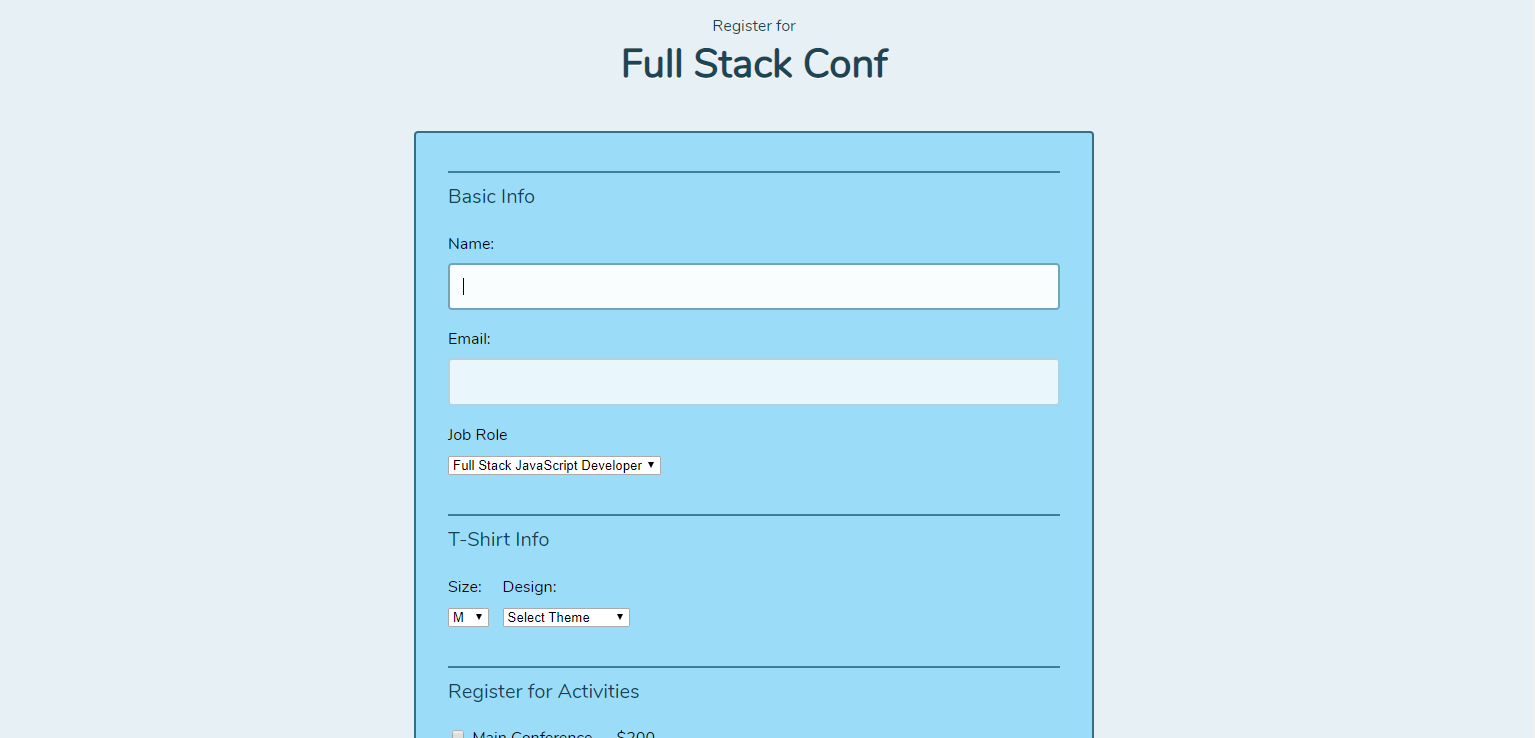 Register for
Full Stack Conf
Basic Info
Name:
Email:
Job Role
Full Stack JavaScript Developer
T-Shirt Info
Size: Design:
M Select Theme
Register for Activities
Main Conference — $200